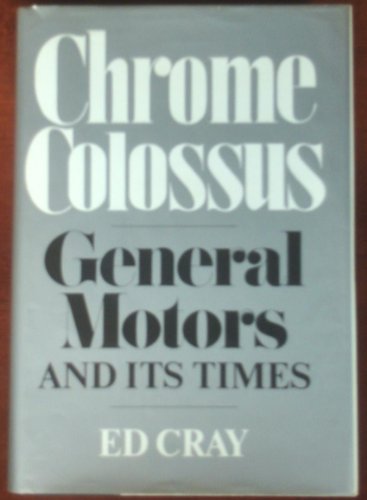 Chrome
Colossus
General
Motors
AND ITS TIMES
ED CRAY